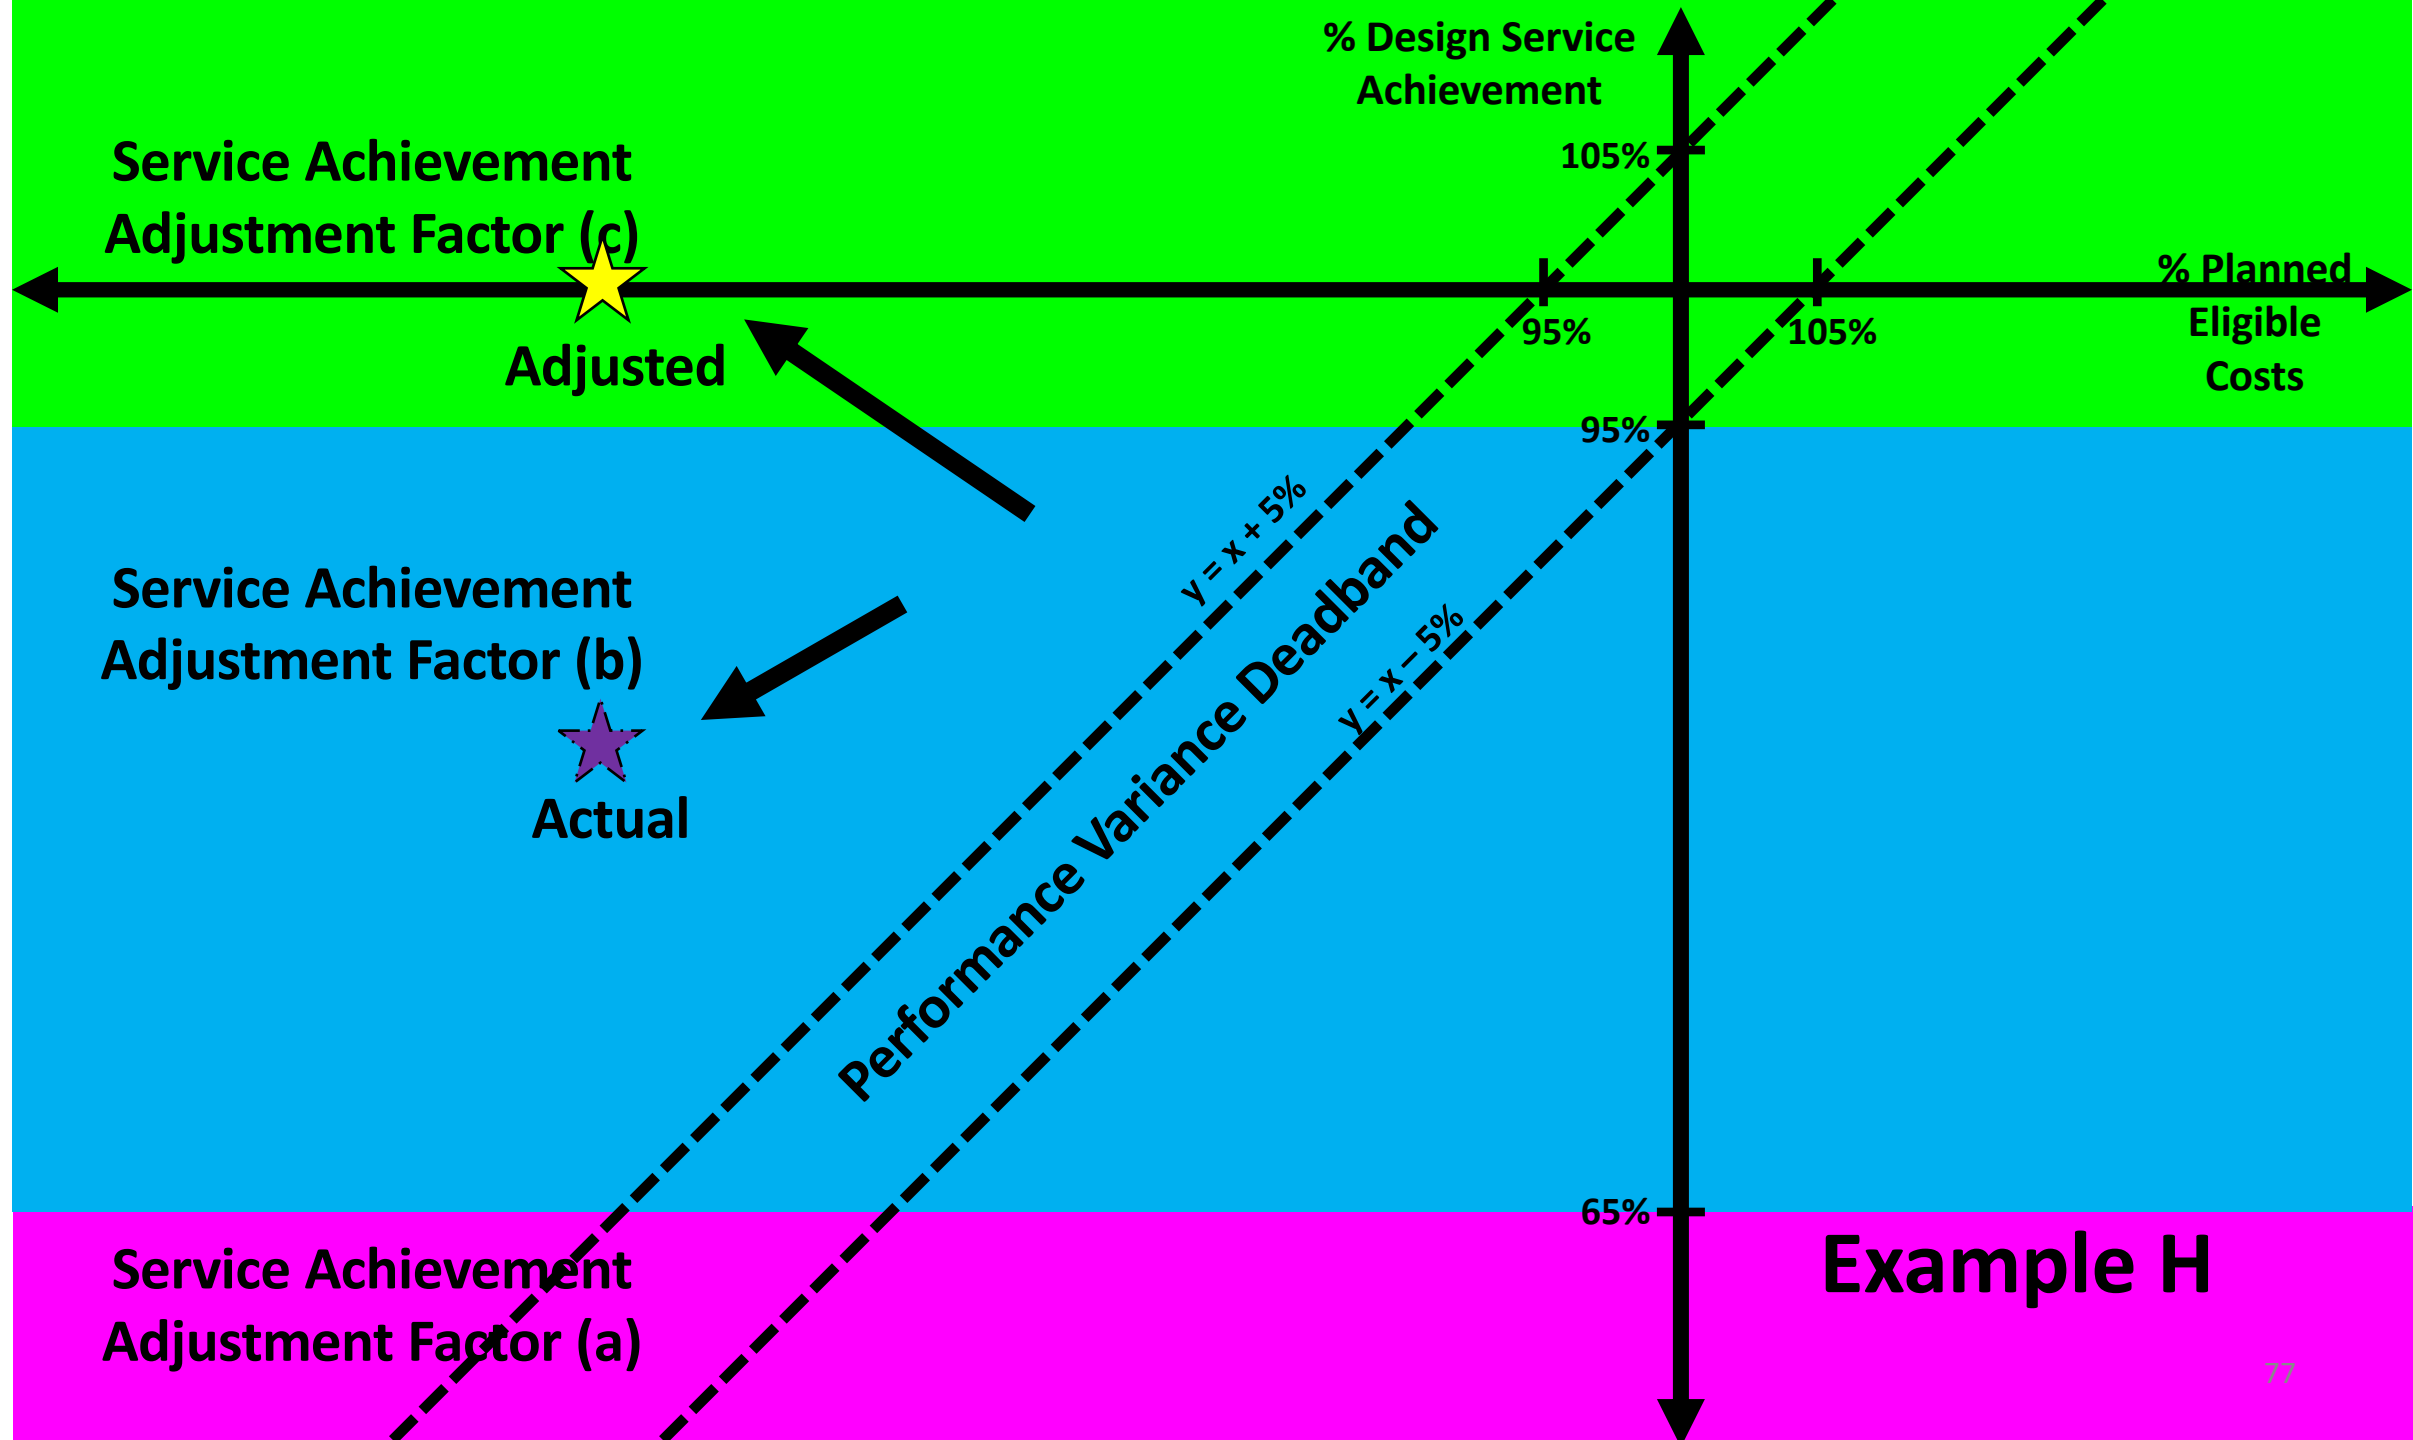 % Design Service
Achievement
105%
Service Achievement
Adjustment Factor (c)
% Planned
Eligible
Costs
95%
105%
Adjusted
95%
y = x + 5%
Performance Variance Deadband
y = x – 5%
Service Achievement
Adjustment Factor (b)
Actual
65%
Service Achievement
Adjustment Factor (a)
Example H
77